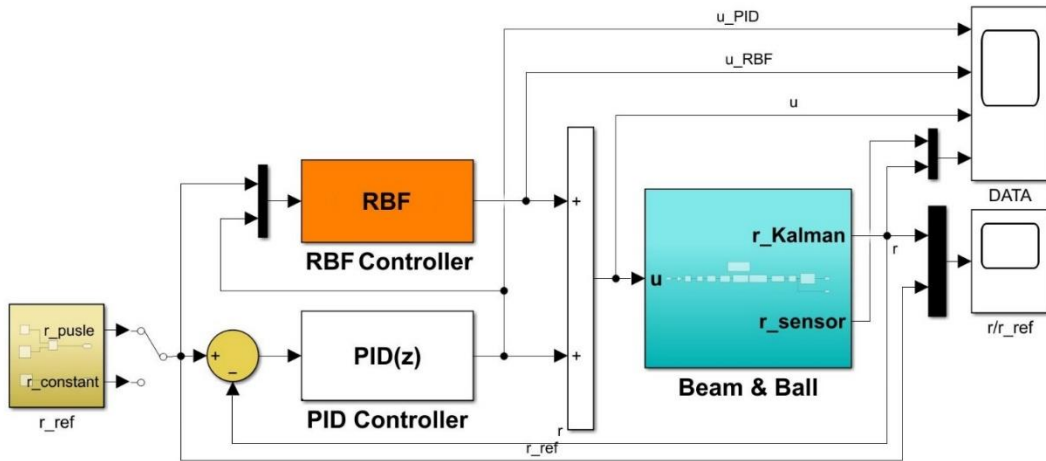 u_PID
u_RBF
u
DATA
RBF
RBF Controller
+
r_Kalman
r
u
r_sensor
Beam & Ball
r/r_ref
r_pusle
r_constant
r_ref
+
−
PID(z)
PID Controller
+
r
r_ref